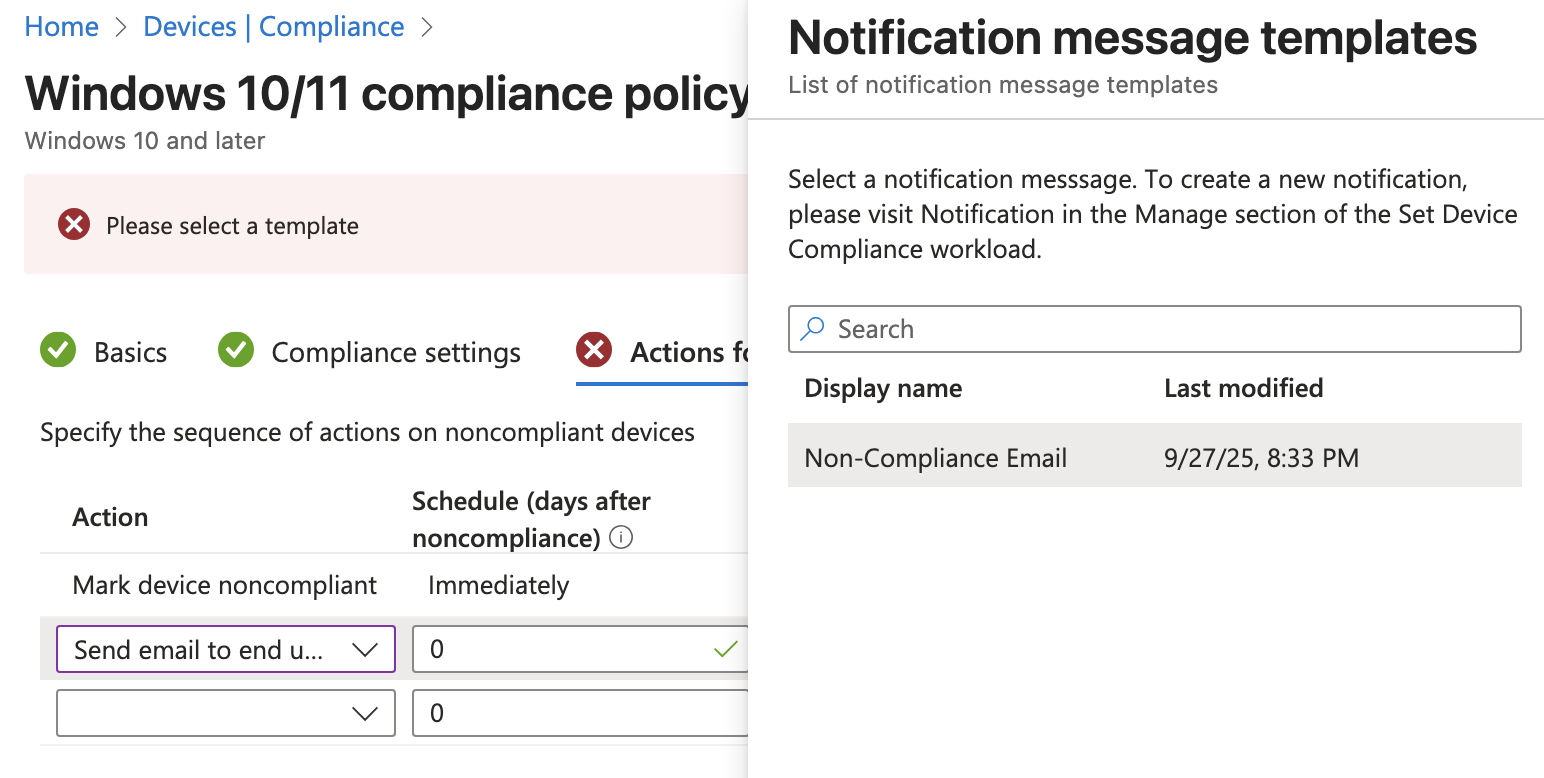 Home > Devices | Compliance >
Windows 10/11 compliance policy
Windows 10 and later
Please select a template
Basics
Compliance settings
Actions fo
Specify the sequence of actions on noncompliant devices
Action
Schedule (days after
noncompliance)
Mark device noncompliant
Immediately
Send email to end u...
0
0
Notification message templates
List of notification message templates
Select a notification messsage. To create a new notification,
please visit Notification in the Manage section of the Set Device
Compliance workload.
Search
Display name
Last modified
Non-Compliance Email
9/27/25, 8:33 PM